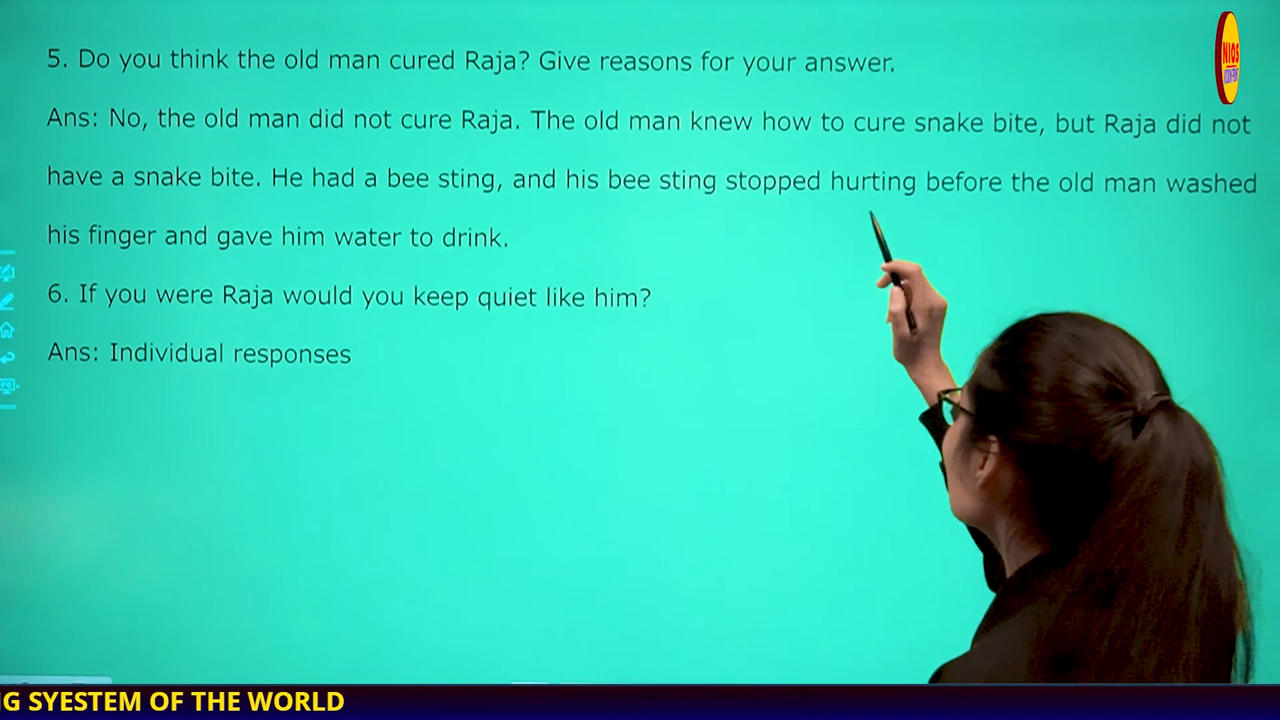 5. Do you think the old man cured Raja? Give reasons for your answer.
Ans: No, the old man did not cure Raja. The old man knew how to cure snake bite, but Raja did not
have a snake bite. He had a bee sting, and his bee sting stopped hurting before the old man washed
his finger and gave him water to drink.
6. If you were Raja would you keep quiet like him?
Ans: Individual responses
NIOS
G SYESTEM OF THE WORLD